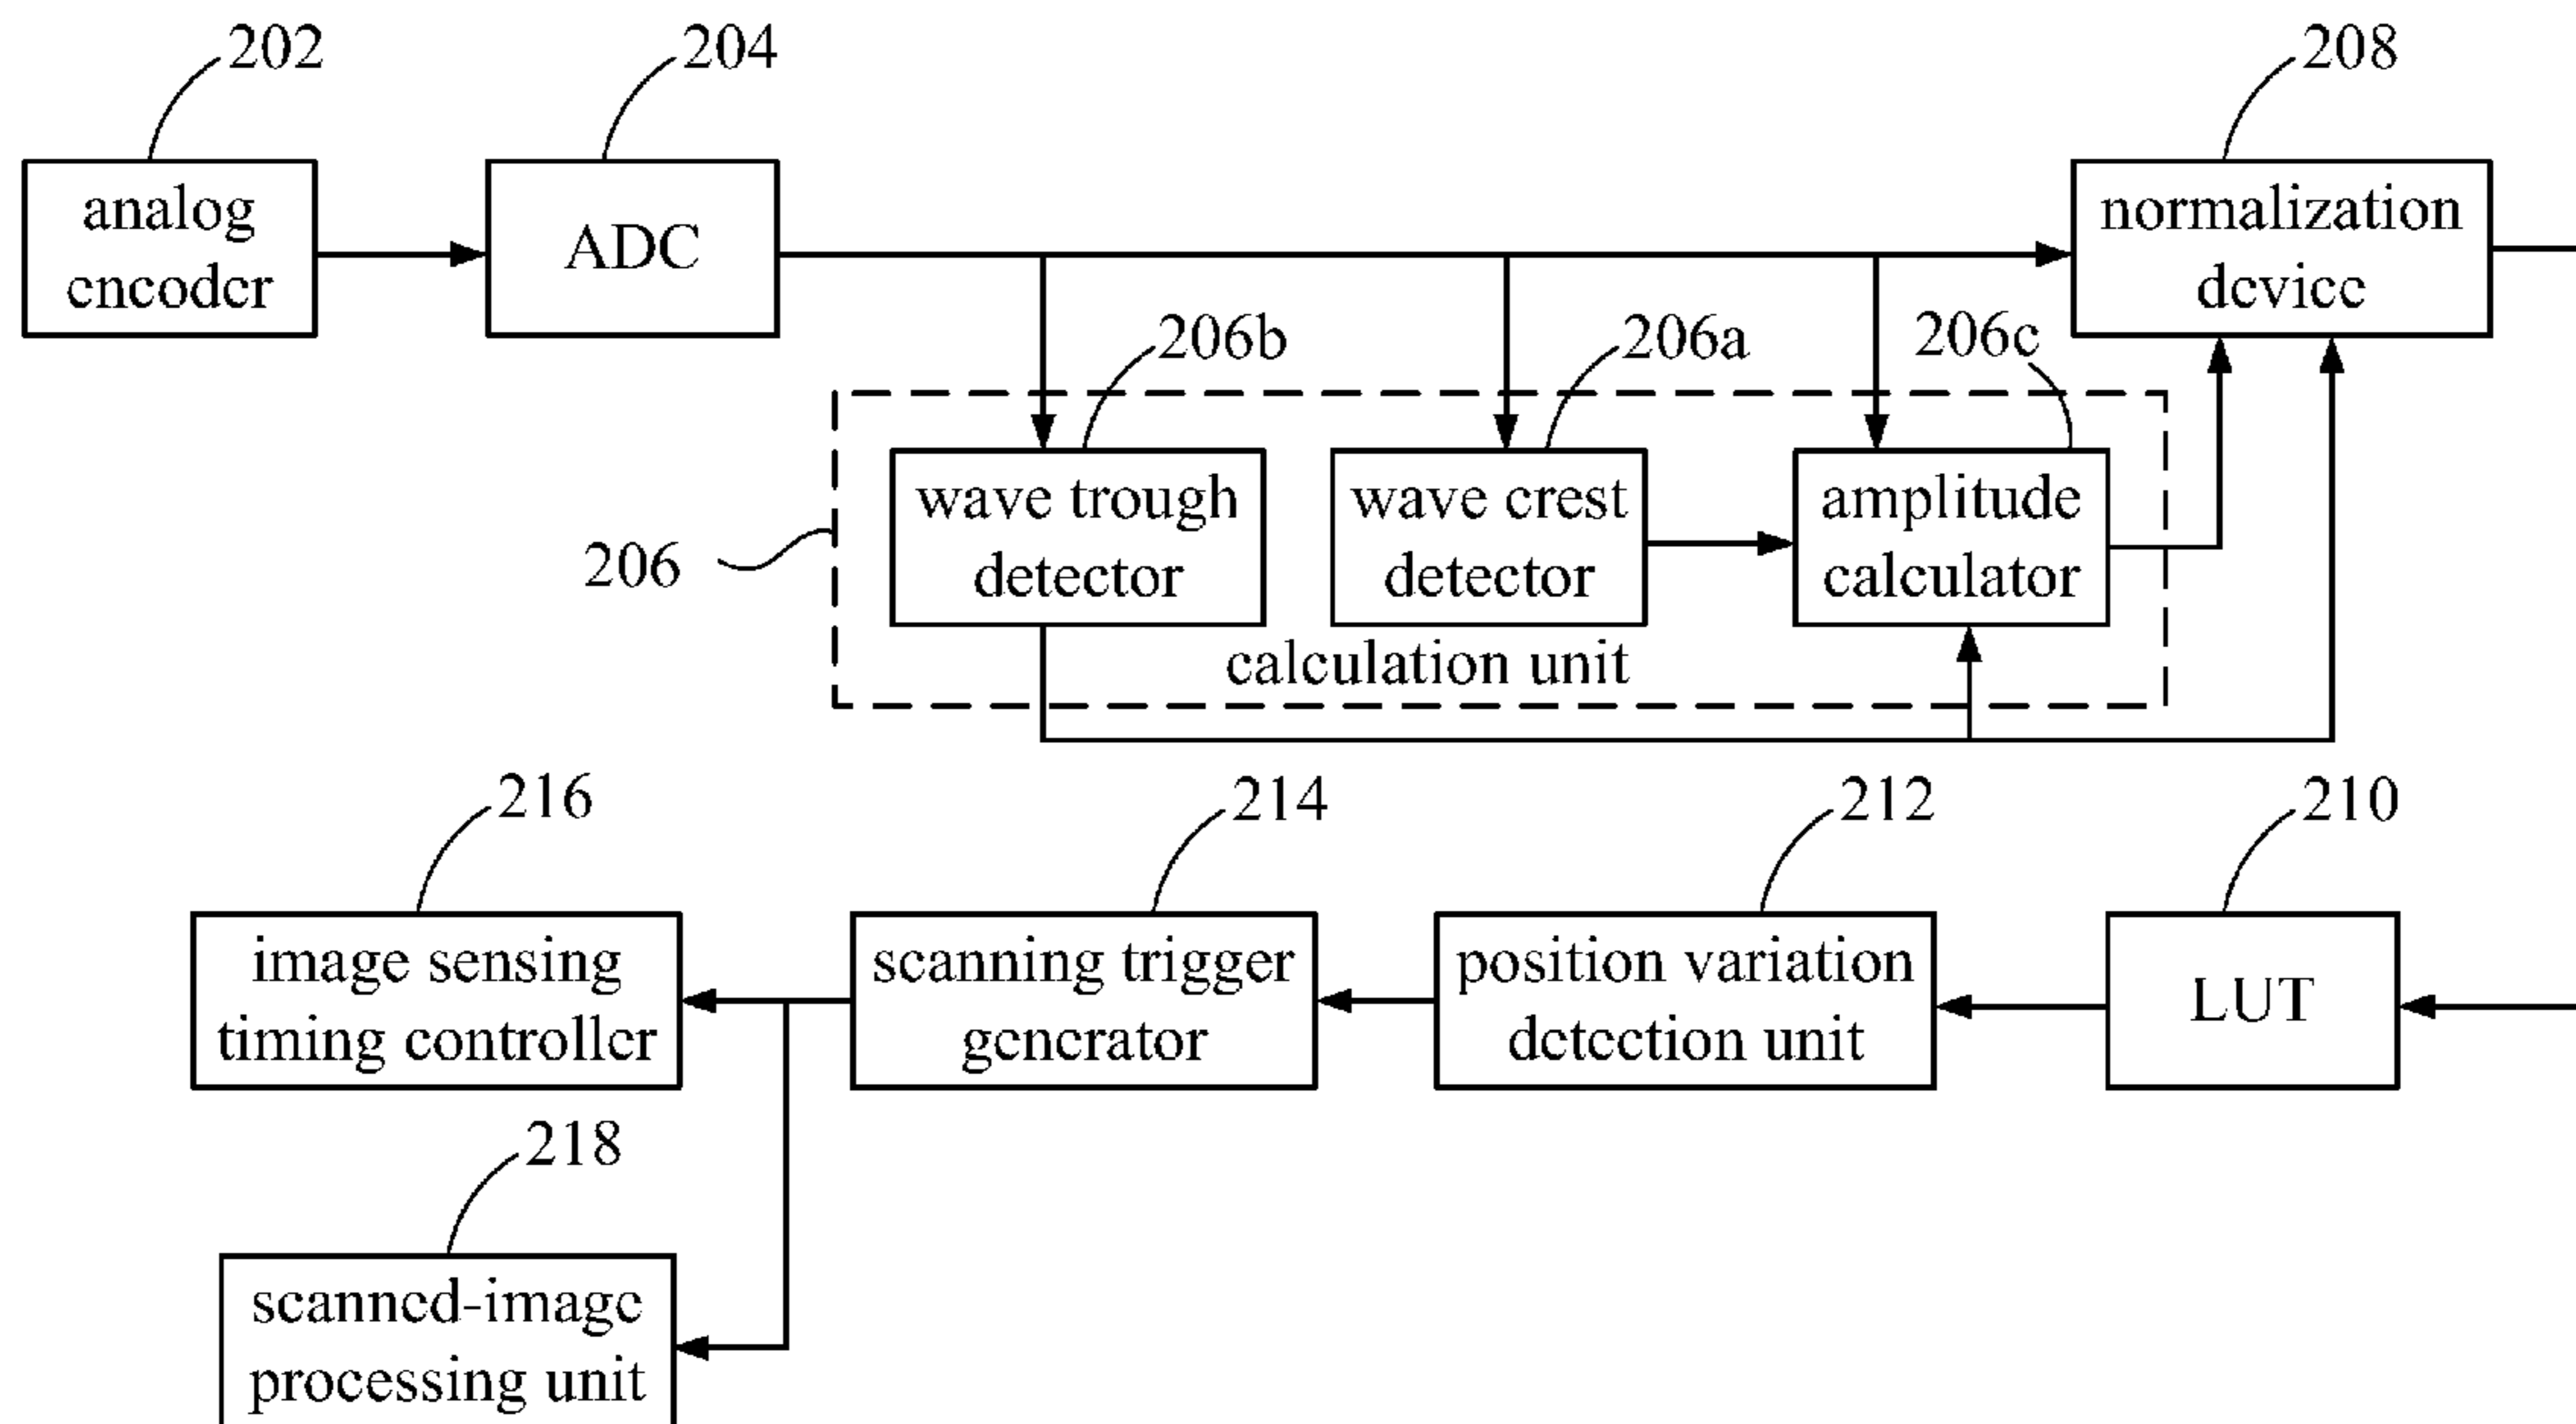 202
204
208
analog
encoder
ADC
normalization
device
206b
206a
206c
wave trough
detector
wave crest
detector
amplitude
calculator
206
calculation unit
216
214
212
210
image sensing
timing controller
scanning trigger
generator
position variation
detection unit
LUT
218
scanned-image
processing unit